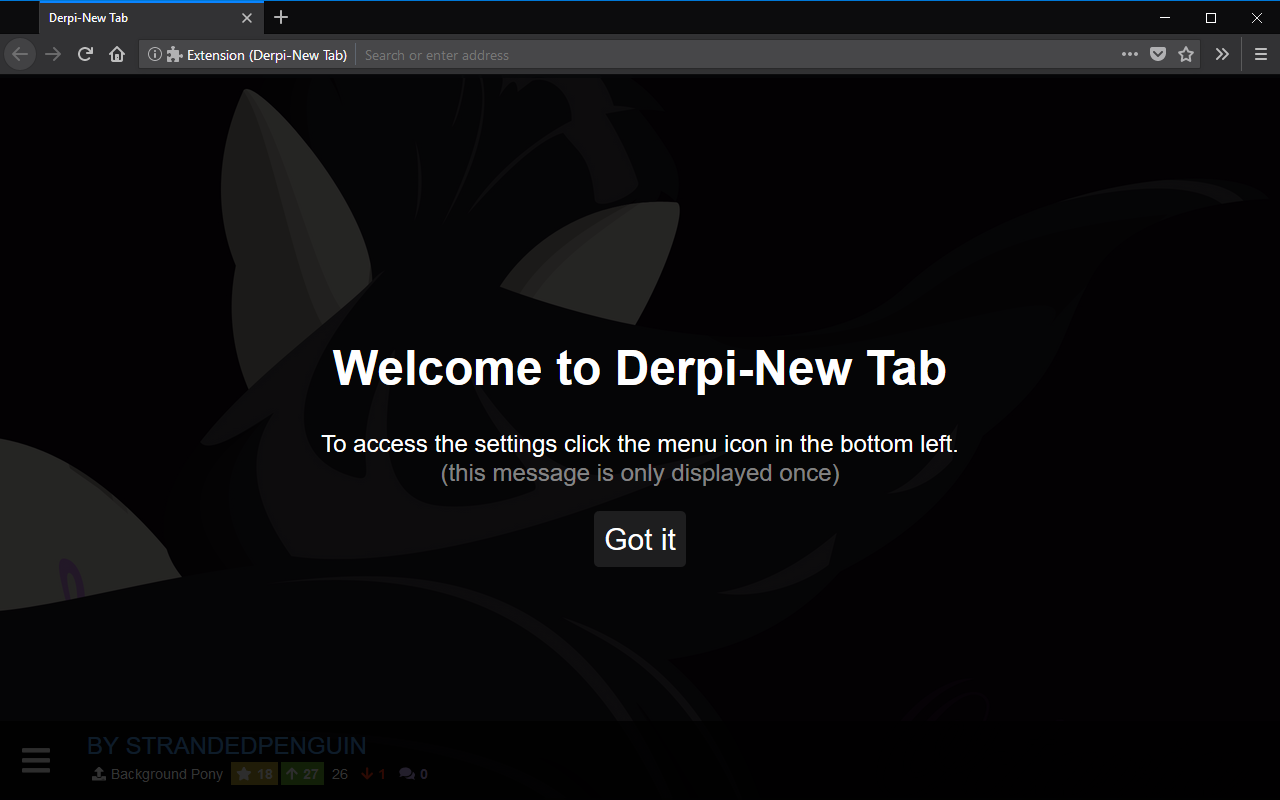 Derpi-New Tab
Extension (Derpi-New Tab) Search or enter address
Welcome to Derpi-New Tab
To access the settings click the menu icon in the bottom left.
(this message is only displayed once)
Got it
BY STRANDEDPENGUIN
Background Pony 18 27 26 1 0